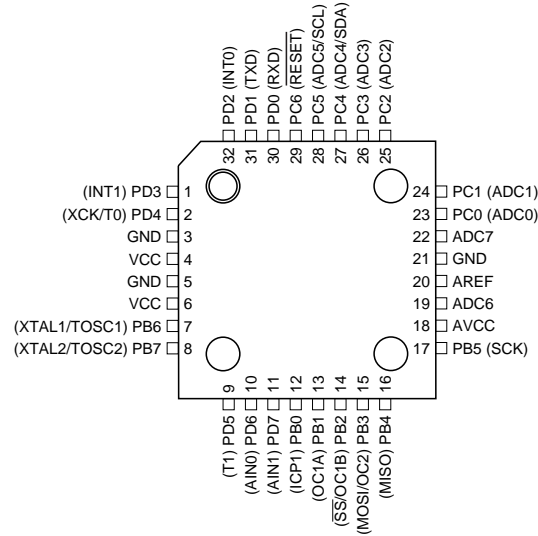 PD2 (INT0)
PD1 (TXD)
PD0 (RXD)
PC6 (RESET)
PC5 (ADC5/SCL)
PC4 (ADC4/SDA)
PC3 (ADC3)
PC2 (ADC2)
32
31
30
29
28
27
26
25
(INT1) PD3 1
(XCK/T0) PD4 2
GND 3
VCC 4
GND 5
VCC 6
(XTAL1/TOSC1) PB6 7
(XTAL2/TOSC2) PB7 8
24 PC1 (ADC1)
23 PC0 (ADC0)
22 ADC7
21 GND
20 AREF
19 ADC6
18 AVCC
17 PB5 (SCK)
9
10
11
12
13
14
15
16
(T1) PD5
(AIN0) PD6
(AIN1) PD7
(ICP1) PB0
(OC1A) PB1
(SS/OC1B) PB2
(MOSI/OC2) PB3
(MISO) PB4